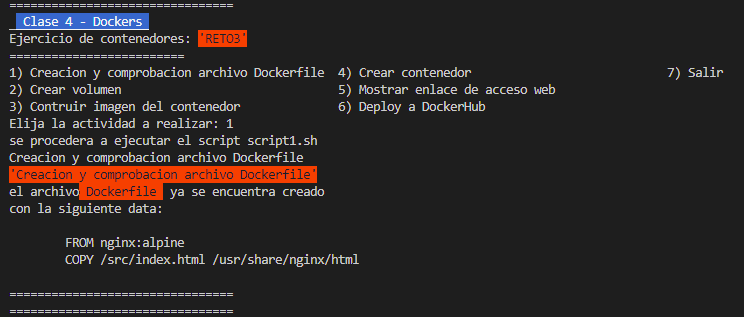 ================================
Clase 4 - Dockers
Ejercicio de contenedores: 'RETO3'
=========================
1) Creacion y comprobacion archivo Dockerfile  4) Crear contenedor  7) Salir
2) Crear volumen  5) Mostrar enlace de acceso web
3) Contruir imagen del contenedor  6) Deploy a DockerHub
Elija la actividad a realizar: 1
se procedera a ejecutar el script script1.sh
Creacion y comprobacion archivo Dockerfile
'Creacion y comprobacion archivo Dockerfile'
el archivo Dockerfile ya se encuentra creado
con la siguiente data:
FROM nginx:alpine
COPY /src/index.html /usr/share/nginx/html
================================
================================